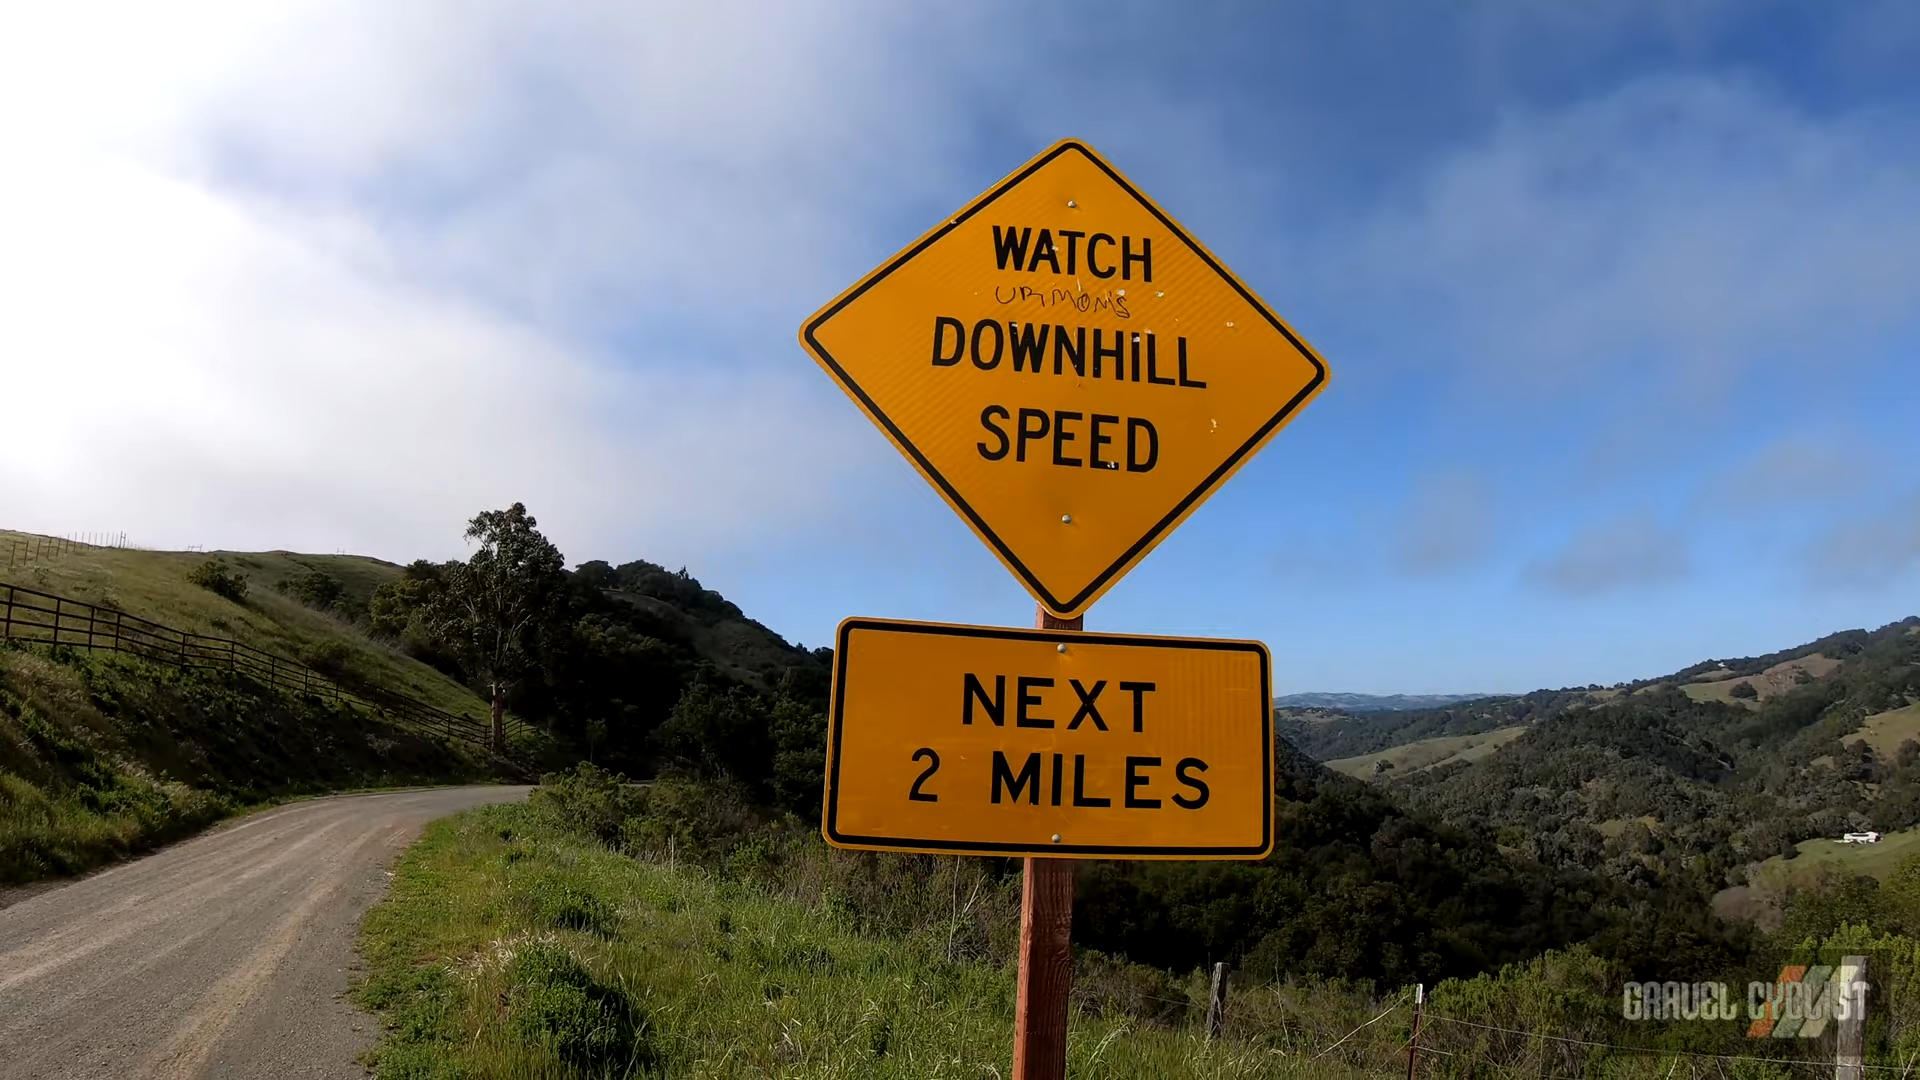 WATCH
UR MOM'S
DOWNHILL
SPEED
NEXT
2 MILES
GRAVEL CYCLIST